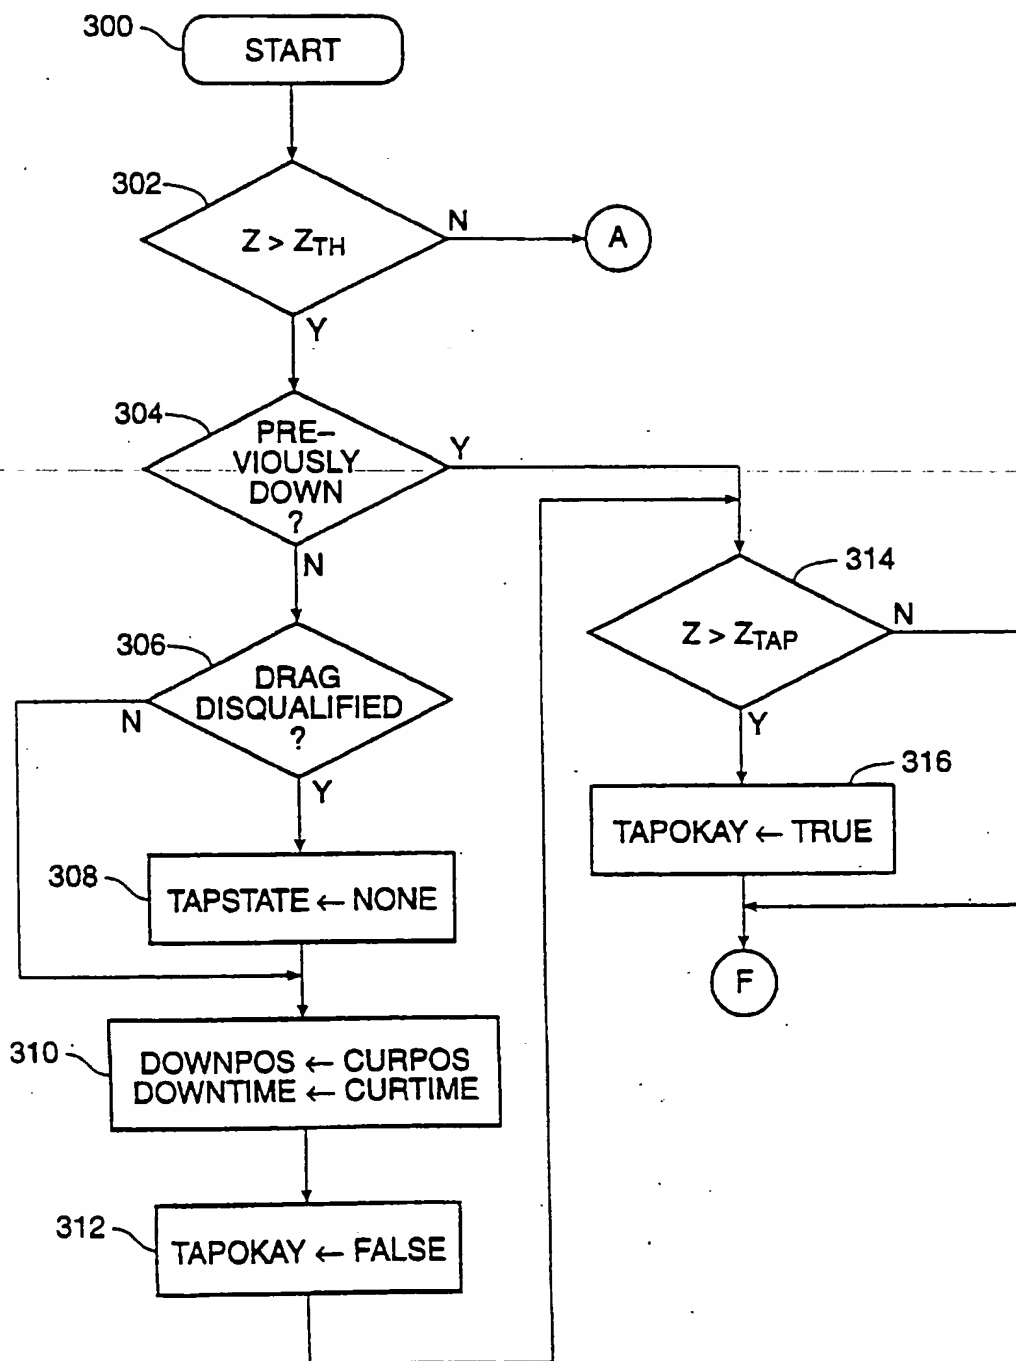 300
START
302
Z > ZTH
N
A
Y
304
PRE–
VIOUSLY
DOWN
?
Y
N
306
DRAG
DISQUALIFIED
?
N
Y
308
TAPSTATE ← NONE
310
DOWNPOS ← CURPOS
DOWNTIME ← CURTIME
312
TAPOKAY ← FALSE
314
Z > ZTAP
N
Y
316
TAPOKAY ← TRUE
F